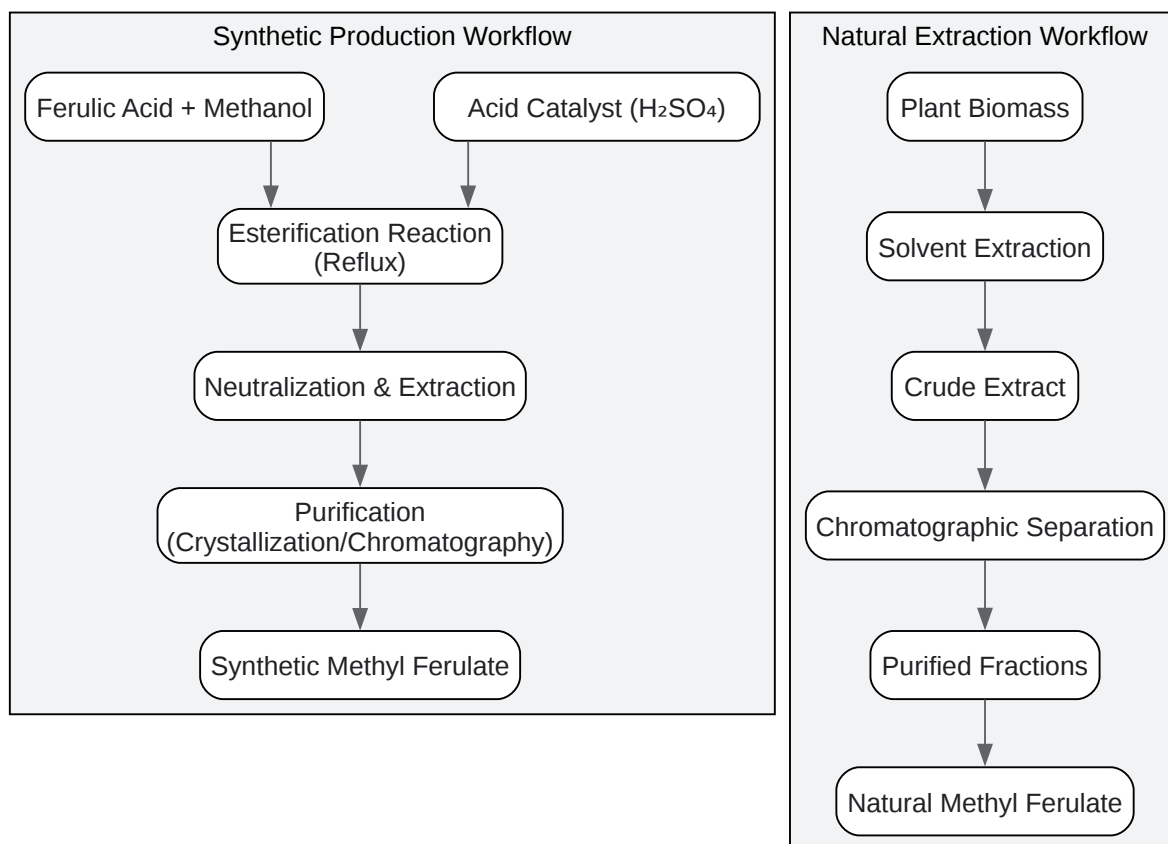 Synthetic Production Workflow
Ferulic Acid + Methanol
Acid Catalyst (H₂SO₄)
Esterification Reaction
(Reflux)
Neutralization & Extraction
Purification
(Crystallization/Chromatography)
Synthetic Methyl Ferulate
Natural Extraction Workflow
Plant Biomass
Solvent Extraction
Crude Extract
Chromatographic Separation
Purified Fractions
Natural Methyl Ferulate